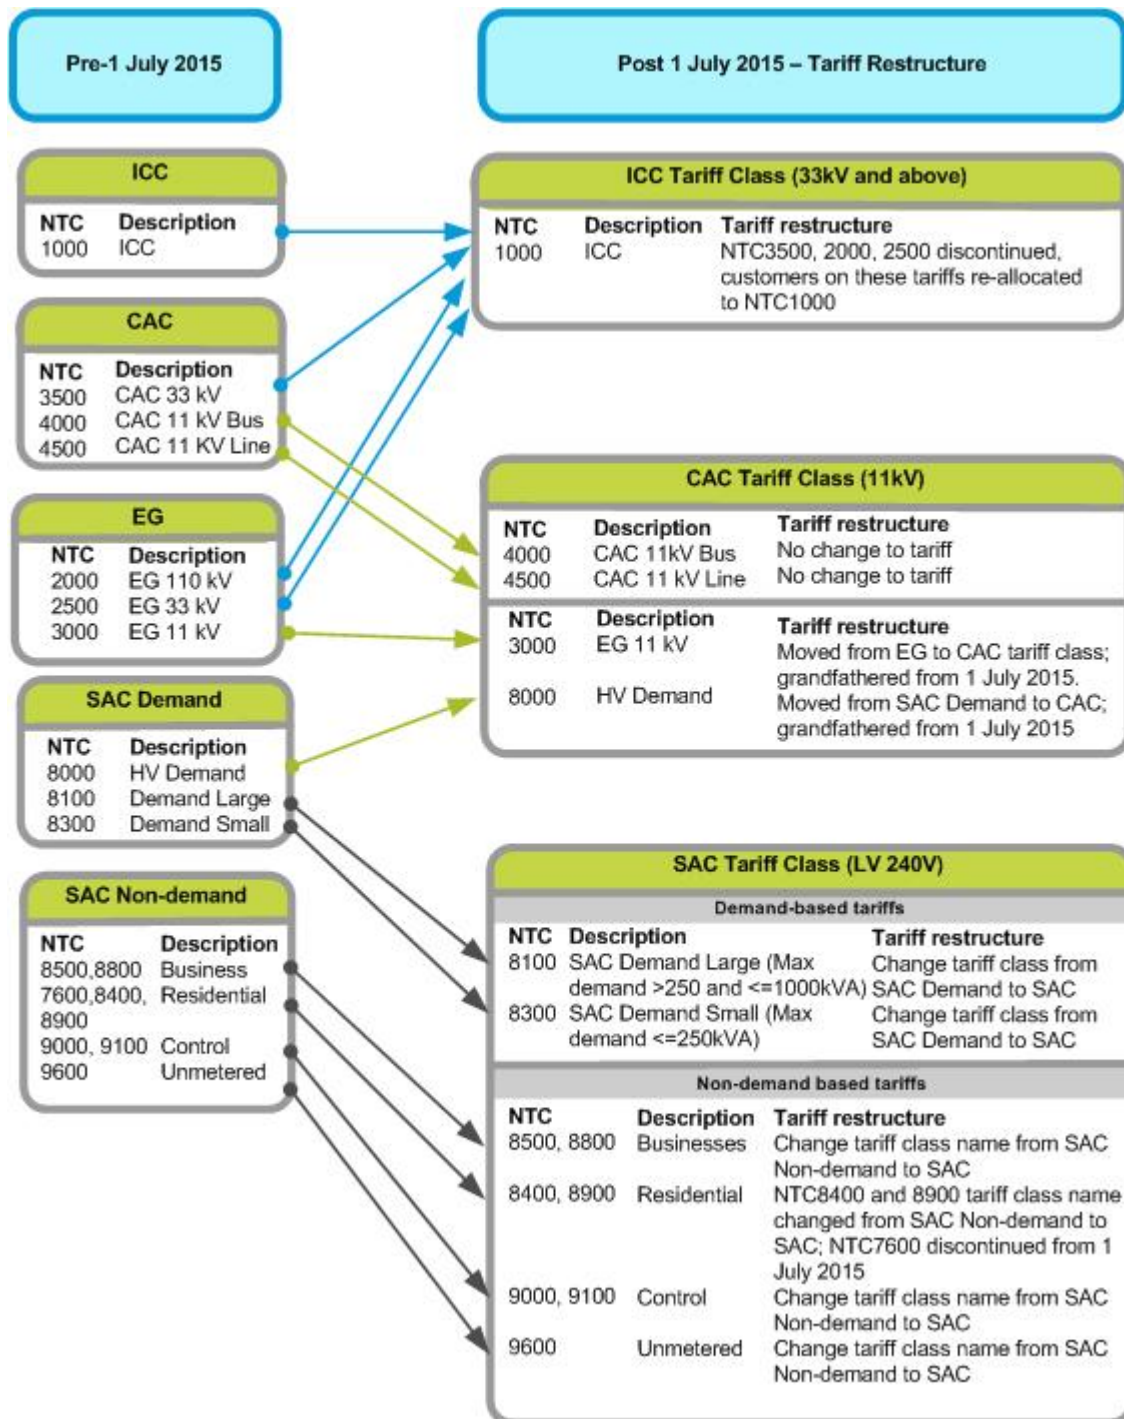 Pre-1 July 2015
Post 1 July 2015 – Tariff Restructure
ICC
NTC Description
1000 ICC
CAC
NTC Description
3500 CAC 33 kV
4000 CAC 11 kV Bus
4500 CAC 11 KV Line
EG
NTC Description
2000 EG 110 kV
2500 EG 33 kV
3000 EG 11 kV
SAC Demand
NTC Description
8000 HV Demand
8100 Demand Large
8300 Demand Small
SAC Non-demand
NTC Description
8500,8800 Business
7600,8400, Residential
8900
9000, 9100 Control
9600 Unmetered
ICC Tariff Class (33kV and above)
NTC Description Tariff restructure
1000 ICC NTC3500, 2000, 2500 discontinued,
customers on these tariffs re-allocated
to NTC1000
CAC Tariff Class (11kV)
NTC Description Tariff restructure
4000 CAC 11kV Bus No change to tariff
4500 CAC 11 kV Line No change to tariff
NTC Description Tariff restructure
3000 EG 11 kV Moved from EG to CAC tariff class;
grandfathered from 1 July 2015.
8000 HV Demand Moved from SAC Demand to CAC;
grandfathered from 1 July 2015
SAC Tariff Class (LV 240V)
Demand-based tariffs
NTC Description Tariff restructure
8100 SAC Demand Large (Max Change tariff class from
demand >250 and <=1000kVA) SAC Demand to SAC
8300 SAC Demand Small (Max Change tariff class from
demand <=250kVA) SAC Demand to SAC
Non-demand based tariffs
NTC Description Tariff restructure
8500, 8800 Businesses Change tariff class name from SAC
Non-demand to SAC
8400, 8900 Residential NTC8400 and 8900 tariff class name
changed from SAC Non-demand to
SAC; NTC7600 discontinued from 1
July 2015
9000, 9100 Control Change tariff class name from SAC
Non-demand to SAC
9600 Unmetered Change tariff class name from SAC
Non-demand to SAC